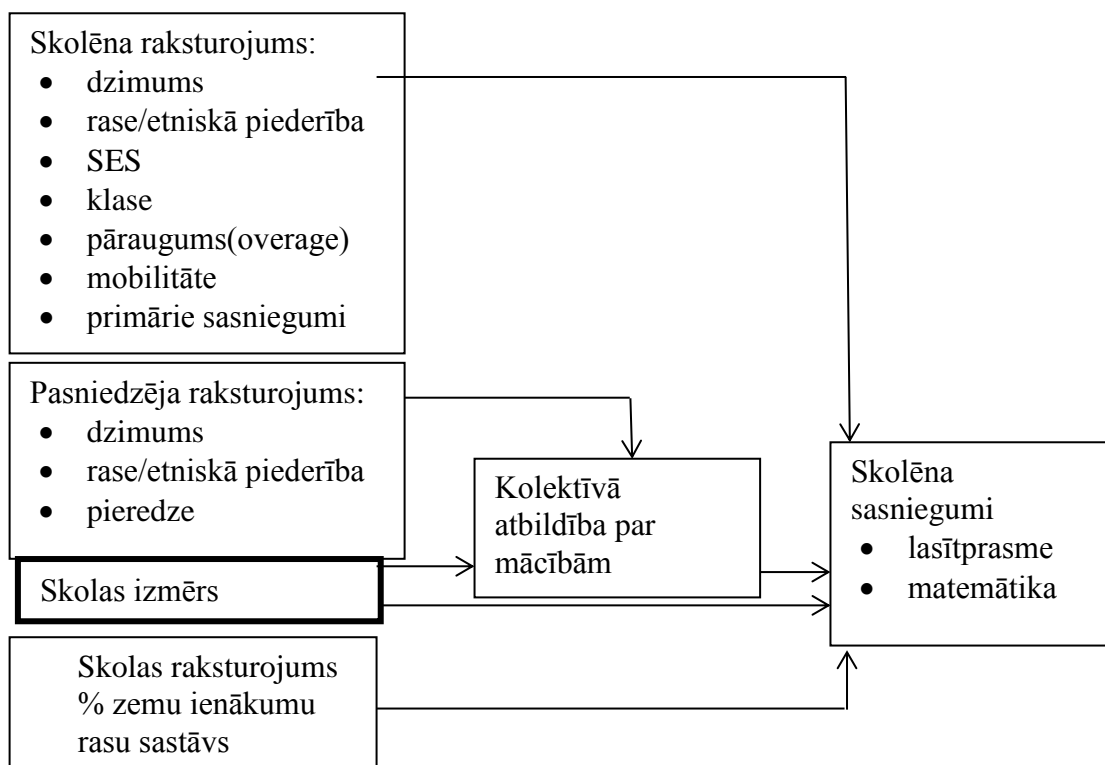 Skolēna raksturojums:
• dzimums
• rase/etniskā piederība
• SES
• klase
• pāraugums(overage)
• mobilitāte
• primārie sasniegumi
Pasniedzēja raksturojums:
• dzimums
• rase/etniskā piederība
• pieredze
Skolas izmērs
Skolas raksturojums
% zemu ienākumu
rasu sastāvs
Kolektīvā
atbildība par
mācībām
Skolēna
sasniegumi
• lasītprasme
• matemātika